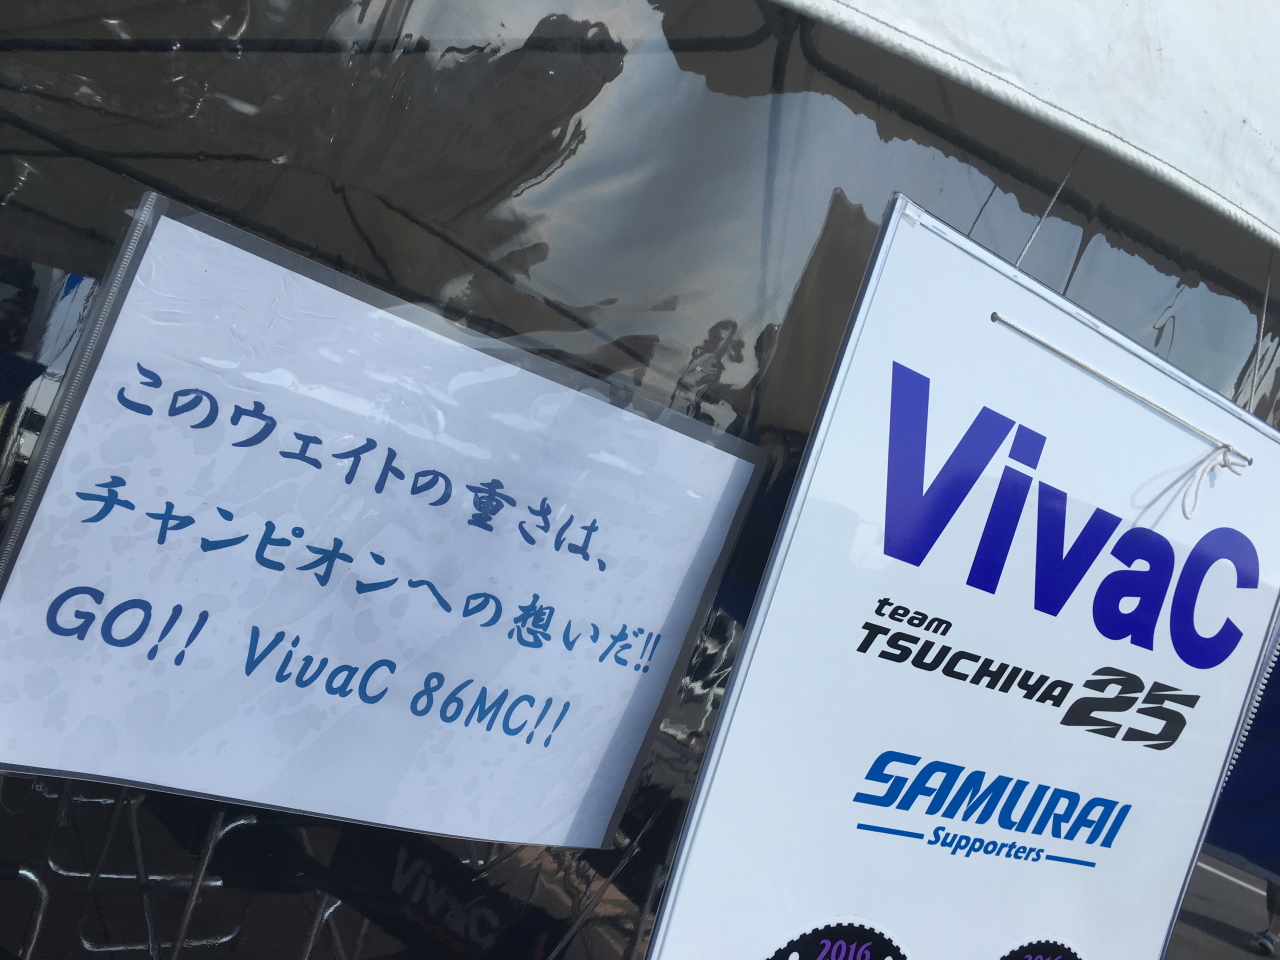 このウェイトの重さは、
チャンピオンへの想いだ!!
GO!! VivaC 86MC!!
VivaC
team
TSUCHIYA 25
SAMURAI
Supporters
2016
2016
VivaC